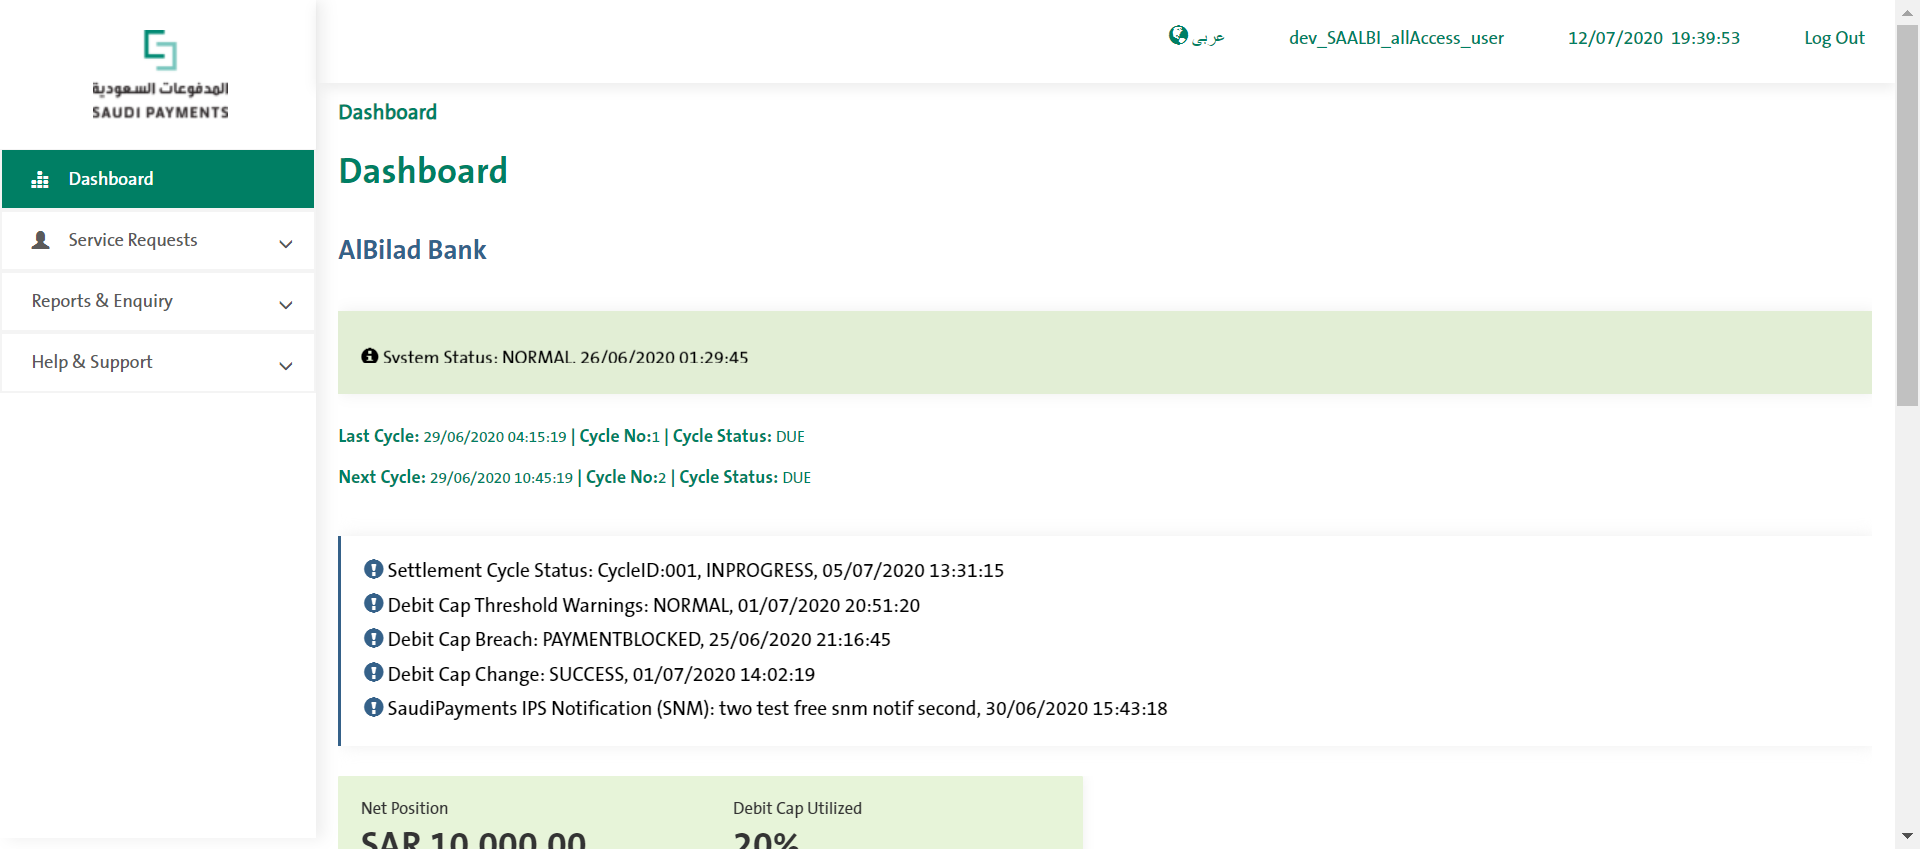 المدفوعات السعودية
SAUDI PAYMENTS
عربى
dev_SAALBI_allAccess_user
12/07/2020 19:39:53
Log Out
Dashboard
Service Requests
Reports & Enquiry
Help & Support
Dashboard
Dashboard
AlBilad Bank
System Status: NORMAL, 26/06/2020 01:29:45
Last Cycle: 29/06/2020 04:15:19 | Cycle No:1 | Cycle Status: DUE
Next Cycle: 29/06/2020 10:45:19 | Cycle No:2 | Cycle Status: DUE
Settlement Cycle Status: CycleID:001, INPROGRESS, 05/07/2020 13:31:15
Debit Cap Threshold Warnings: NORMAL, 01/07/2020 20:51:20
Debit Cap Breach: PAYMENTBLOCKED, 25/06/2020 21:16:45
Debit Cap Change: SUCCESS, 01/07/2020 14:02:19
SaudiPayments IPS Notification (SNM): two test free snm notif second, 30/06/2020 15:43:18
Net Position
SAR 10,000.00
Debit Cap Utilized
20%